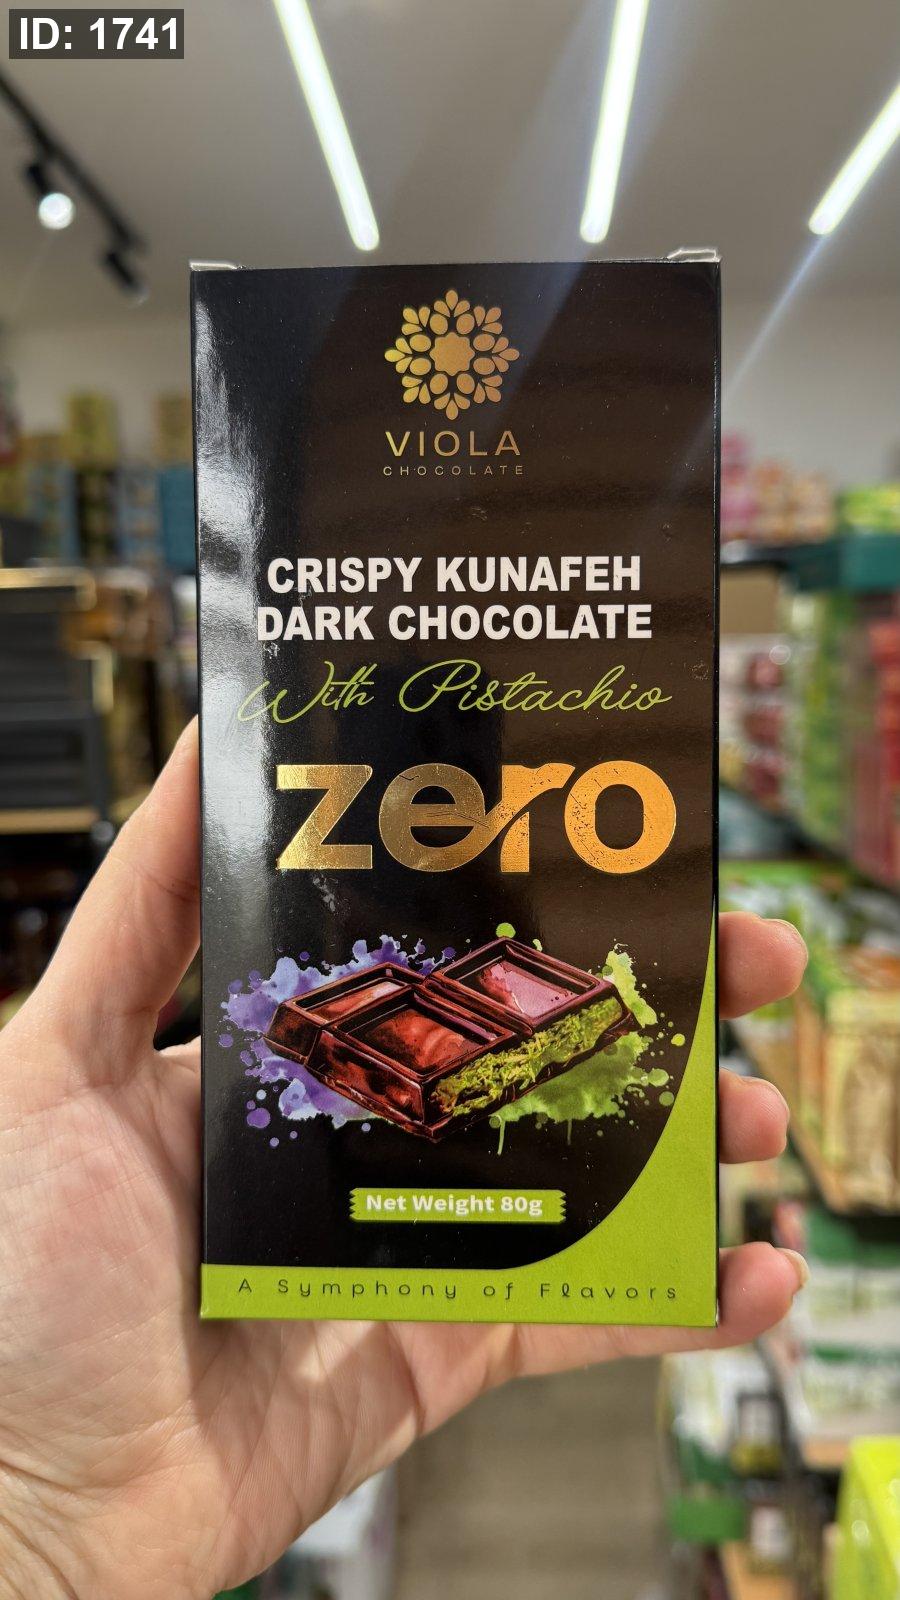 ID: 1741
VIOLA
CHOCOLATE
CRISPY KUNAFEH
DARK CHOCOLATE
With Pistachio
zero
Net Weight 80g
A Symphony of Flavors